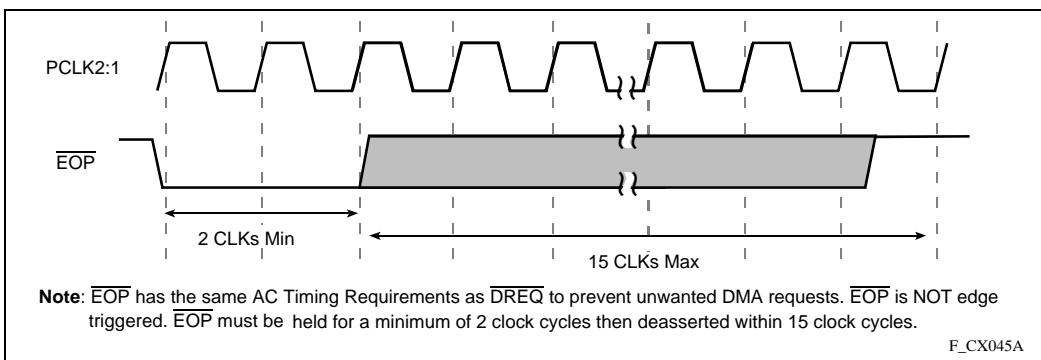 PCLK2:1
EOP
2 CLKs Min
15 CLKs Max
Note: EOP has the same AC Timing Requirements as DREQ to prevent unwanted DMA requests. EOP is NOT edge
triggered. EOP must be held for a minimum of 2 clock cycles then deasserted within 15 clock cycles.
F_CX045A